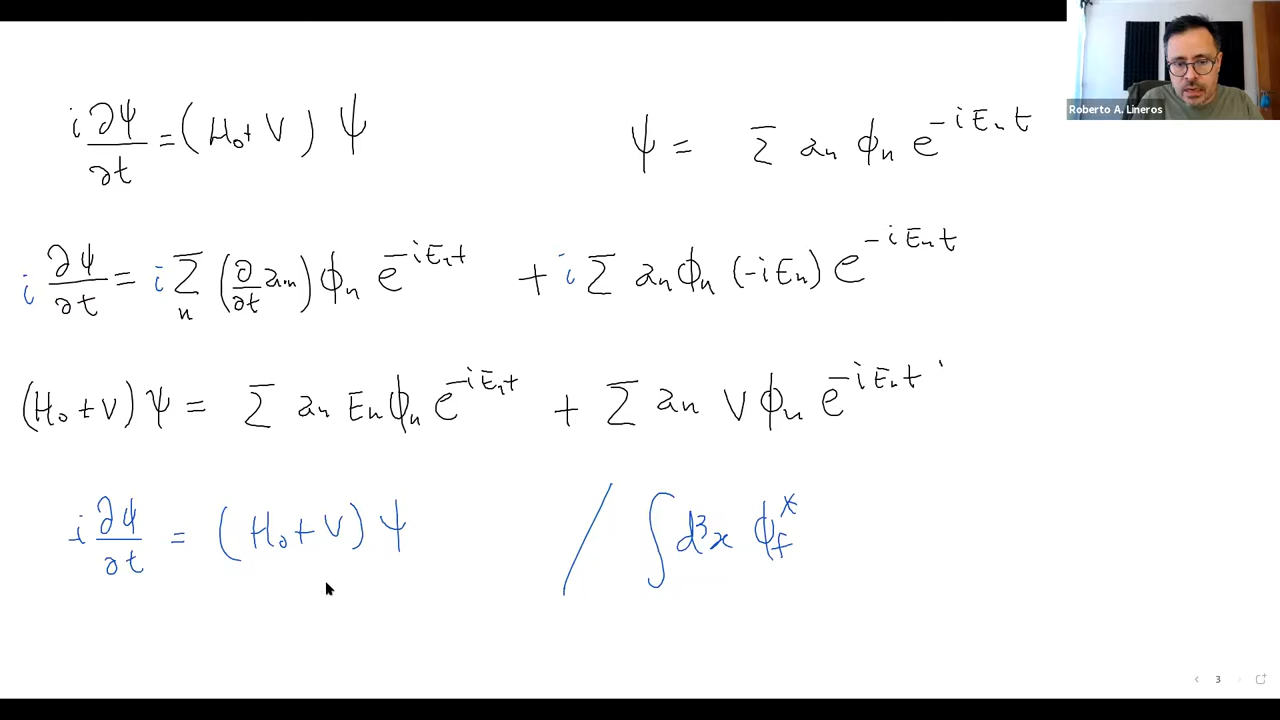 i ∂ψ/∂t = (H₀ + V) ψ    ψ = Σ aₙ ϕₙ e^{-iEₙt}
Roberto A. Lineros
i ∂ψ/∂t = i Σₙ (∂/∂t aₙ) ϕₙ e^{-iEₙt} + i Σ aₙ ϕₙ (-iEₙ) e^{-iEₙt}
(H₀ + V) ψ = Σ aₙ Eₙ ϕₙ e^{-iEₙt} + Σ aₙ V ϕₙ e^{-iEₙt}
i ∂ψ/∂t = (H₀ + V) ψ / ∫ d³x ϕ_f^*
3